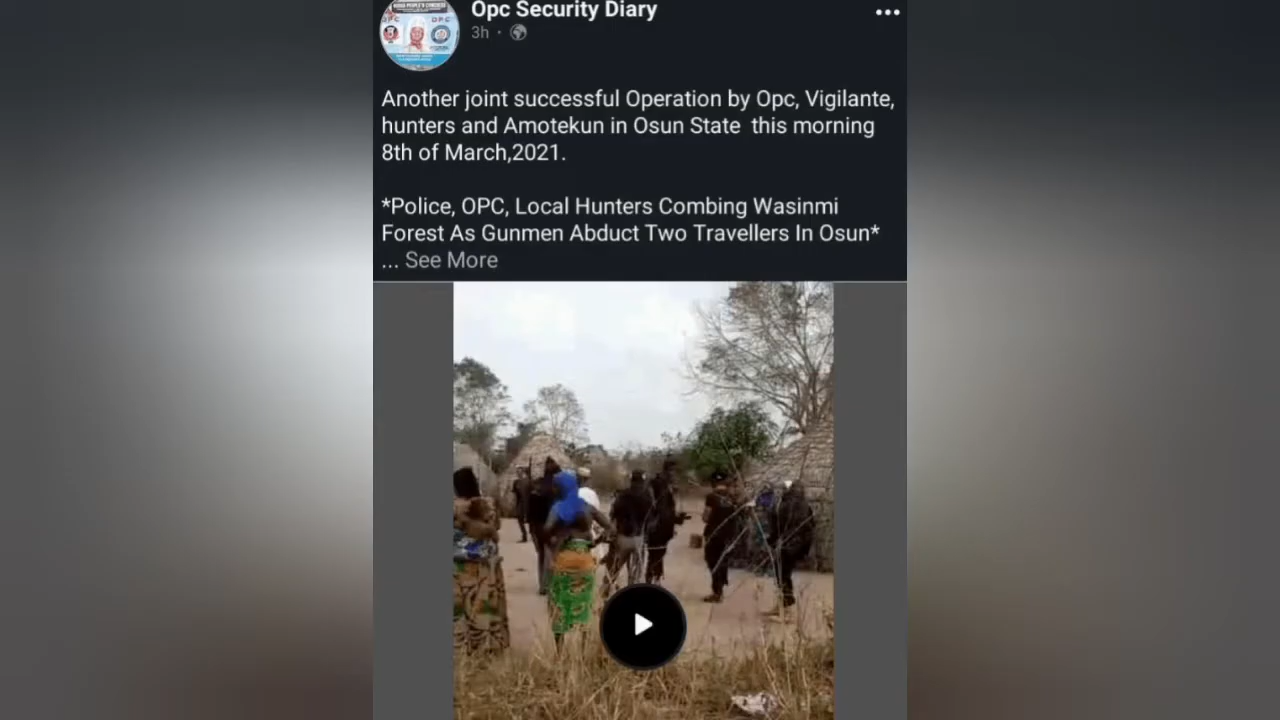 Opc Security Diary
3h ·
Another joint successful Operation by Opc, Vigilante,
hunters and Amotekun in Osun State this morning
8th of March,2021.
*Police, OPC, Local Hunters Combing Wasinmi
Forest As Gunmen Abduct Two Travellers In Osun*
... See More